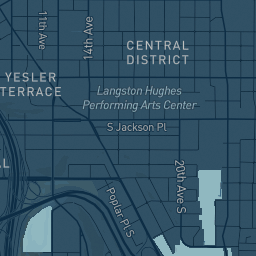 11th Ave
14th Ave
CENTRAL
DISTRICT
YESLER
TERRACE
Langston Hughes
Performing Arts Center
S Jackson Pl
AL
20th Ave S
Poplar Pl S